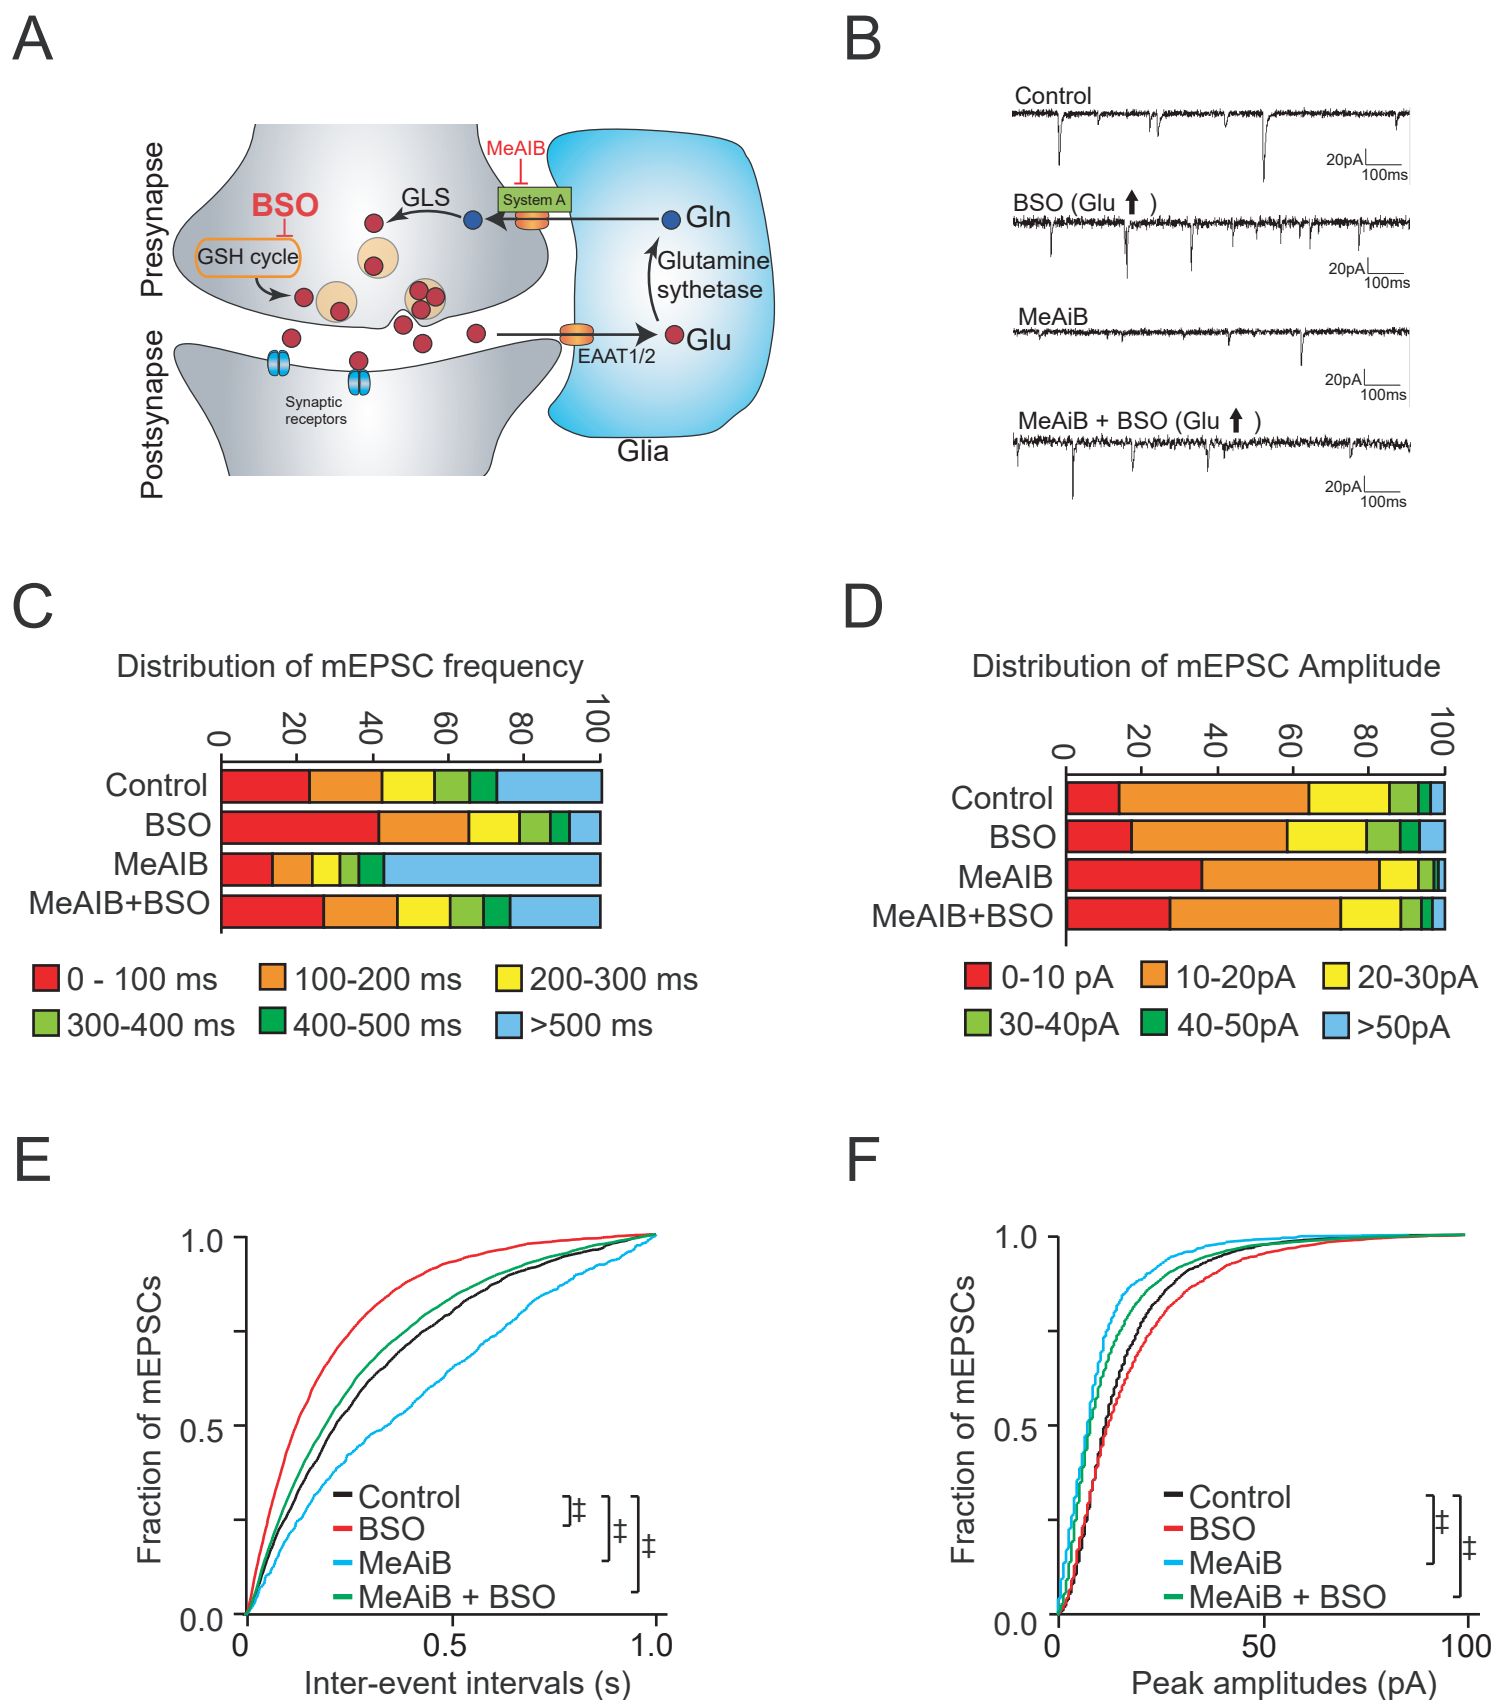 A
Presynapse
Postsynapse
MeAIB
BSO
GLS
System A
Gln
GSH cycle
Glutamine
sythetase
Glu
EAAT1/2
Synaptic
receptors
Glia
B
Control
20pA
100ms
BSO (Glu ⬆ )
20pA
100ms
MeAiB
20pA
100ms
MeAiB + BSO (Glu ⬆ )
20pA
100ms
C
Distribution of mEPSC frequency
0 20 40 60 80 100
Control
BSO
MeAIB
MeAIB+BSO
0 - 100 ms 100-200 ms 200-300 ms
300-400 ms 400-500 ms >500 ms
D
Distribution of mEPSC Amplitude
0 20 40 60 80 100
Control
BSO
MeAIB
MeAIB+BSO
0-10 pA 10-20pA 20-30pA
30-40pA 40-50pA >50pA
E
Fraction of mEPSCs
1.0
0.5
0.0
Control
BSO
MeAiB
MeAiB + BSO
‡ ‡ ‡
0 0.5 1.0
Inter-event intervals (s)
F
Fraction of mEPSCs
1.0
0.5
0.0
Control
BSO
MeAiB
MeAiB + BSO
‡ ‡
0 50 100
Peak amplitudes (pA)